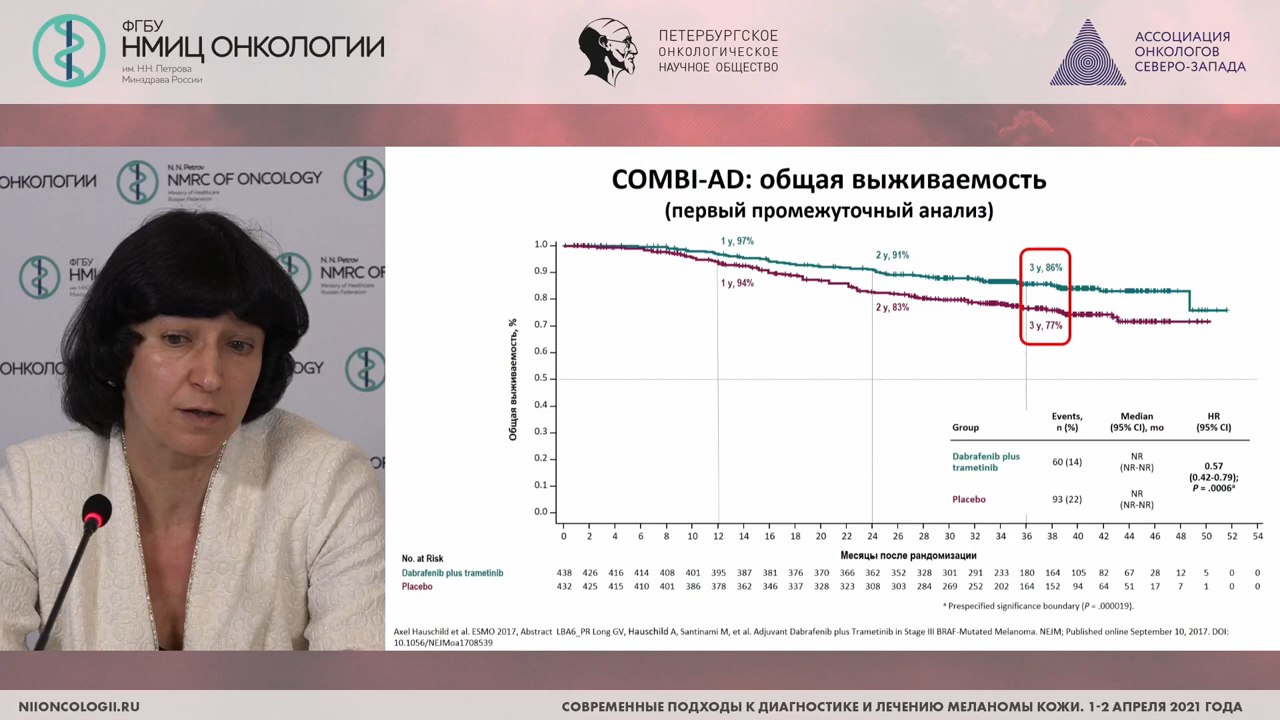 ФГБУ
НМИЦ ОНКОЛОГИИ
им. Н.Н. Петрова
Минздрава России
ПЕТЕРБУРГСКОЕ
ОНКОЛОГИЧЕСКОЕ
НАУЧНОЕ ОБЩЕСТВО
АССОЦИАЦИЯ
ОНКОЛОГОВ
СЕВЕРО-ЗАПАДА
ОНКОЛОГИИ
N.N. Petrov
NMRC OF ONCOLOGY
Ministry of Healthcare
Russian Federation
ФГБУ
НМИ
NMRC OF
ОНКОЛО
OGY
COMBI-AD: общая выживаемость
(первый промежуточный анализ)
Общая выживаемость, %
1.0
0.9
0.8
0.7
0.6
0.5
0.4
0.3
0.2
0.1
0.0
1 y, 97%
2 y, 91%
3 y, 86%
1 y, 94%
2 y, 83%
3 y, 77%
Group Events, n (%) Median (95% CI), mo HR (95% CI)
Dabrafenib plus trametinib 60 (14) NR (NR-NR)
0.57 (0.42-0.79); P = .0006ᵃ
Placebo 93 (22) NR (NR-NR)
0 2 4 6 8 10 12 14 16 18 20 22 24 26 28 30 32 34 36 38 40 42 44 46 48 50 52 54
Месяцы после рандомизации
No. at Risk
Dabrafenib plus trametinib 438 426 416 414 408 401 395 387 381 376 370 366 362 352 328 301 291 233 180 164 105 82 67 28 12 5 0 0
Placebo 432 425 415 410 401 386 378 362 346 337 328 323 308 303 284 269 252 202 164 152 94 64 51 17 7 1 0 0
ᵃ Prespecified significance boundary (P = .000019).
Axel Hauschild et al. ESMO 2017, Abstract LBA6_PR Long GV, Hauschild A, Santinami M, et al. Adjuvant Dabrafenib plus Trametinib in Stage III BRAF-Mutated Melanoma. NEJM; Published online September 10, 2017. DOI:
10.1056/NEJMoa1708539
NIIONCOLOGII.RU
СОВРЕМЕННЫЕ ПОДХОДЫ К ДИАГНОСТИКЕ И ЛЕЧЕНИЮ МЕЛАНОМЫ КОЖИ. 1-2 АПРЕЛЯ 2021 ГОДА